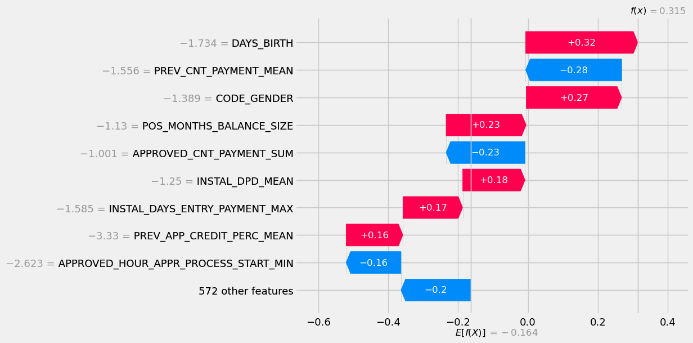 f(x) = 0.315
−1.734 = DAYS_BIRTH +0.32
−1.556 = PREV_CNT_PAYMENT_MEAN −0.28
−1.389 = CODE_GENDER +0.27
−1.13 = POS_MONTHS_BALANCE_SIZE +0.23
−1.001 = APPROVED_CNT_PAYMENT_SUM −0.23
−1.25 = INSTAL_DPD_MEAN +0.18
−1.585 = INSTAL_DAYS_ENTRY_PAYMENT_MAX +0.17
−3.33 = PREV_APP_CREDIT_PERC_MEAN +0.16
−2.623 = APPROVED_HOUR_APPR_PROCESS_START_MIN −0.16
572 other features −0.2
−0.6 −0.4 −0.2 0.0 0.2 0.4
E[f(X)] = −0.164